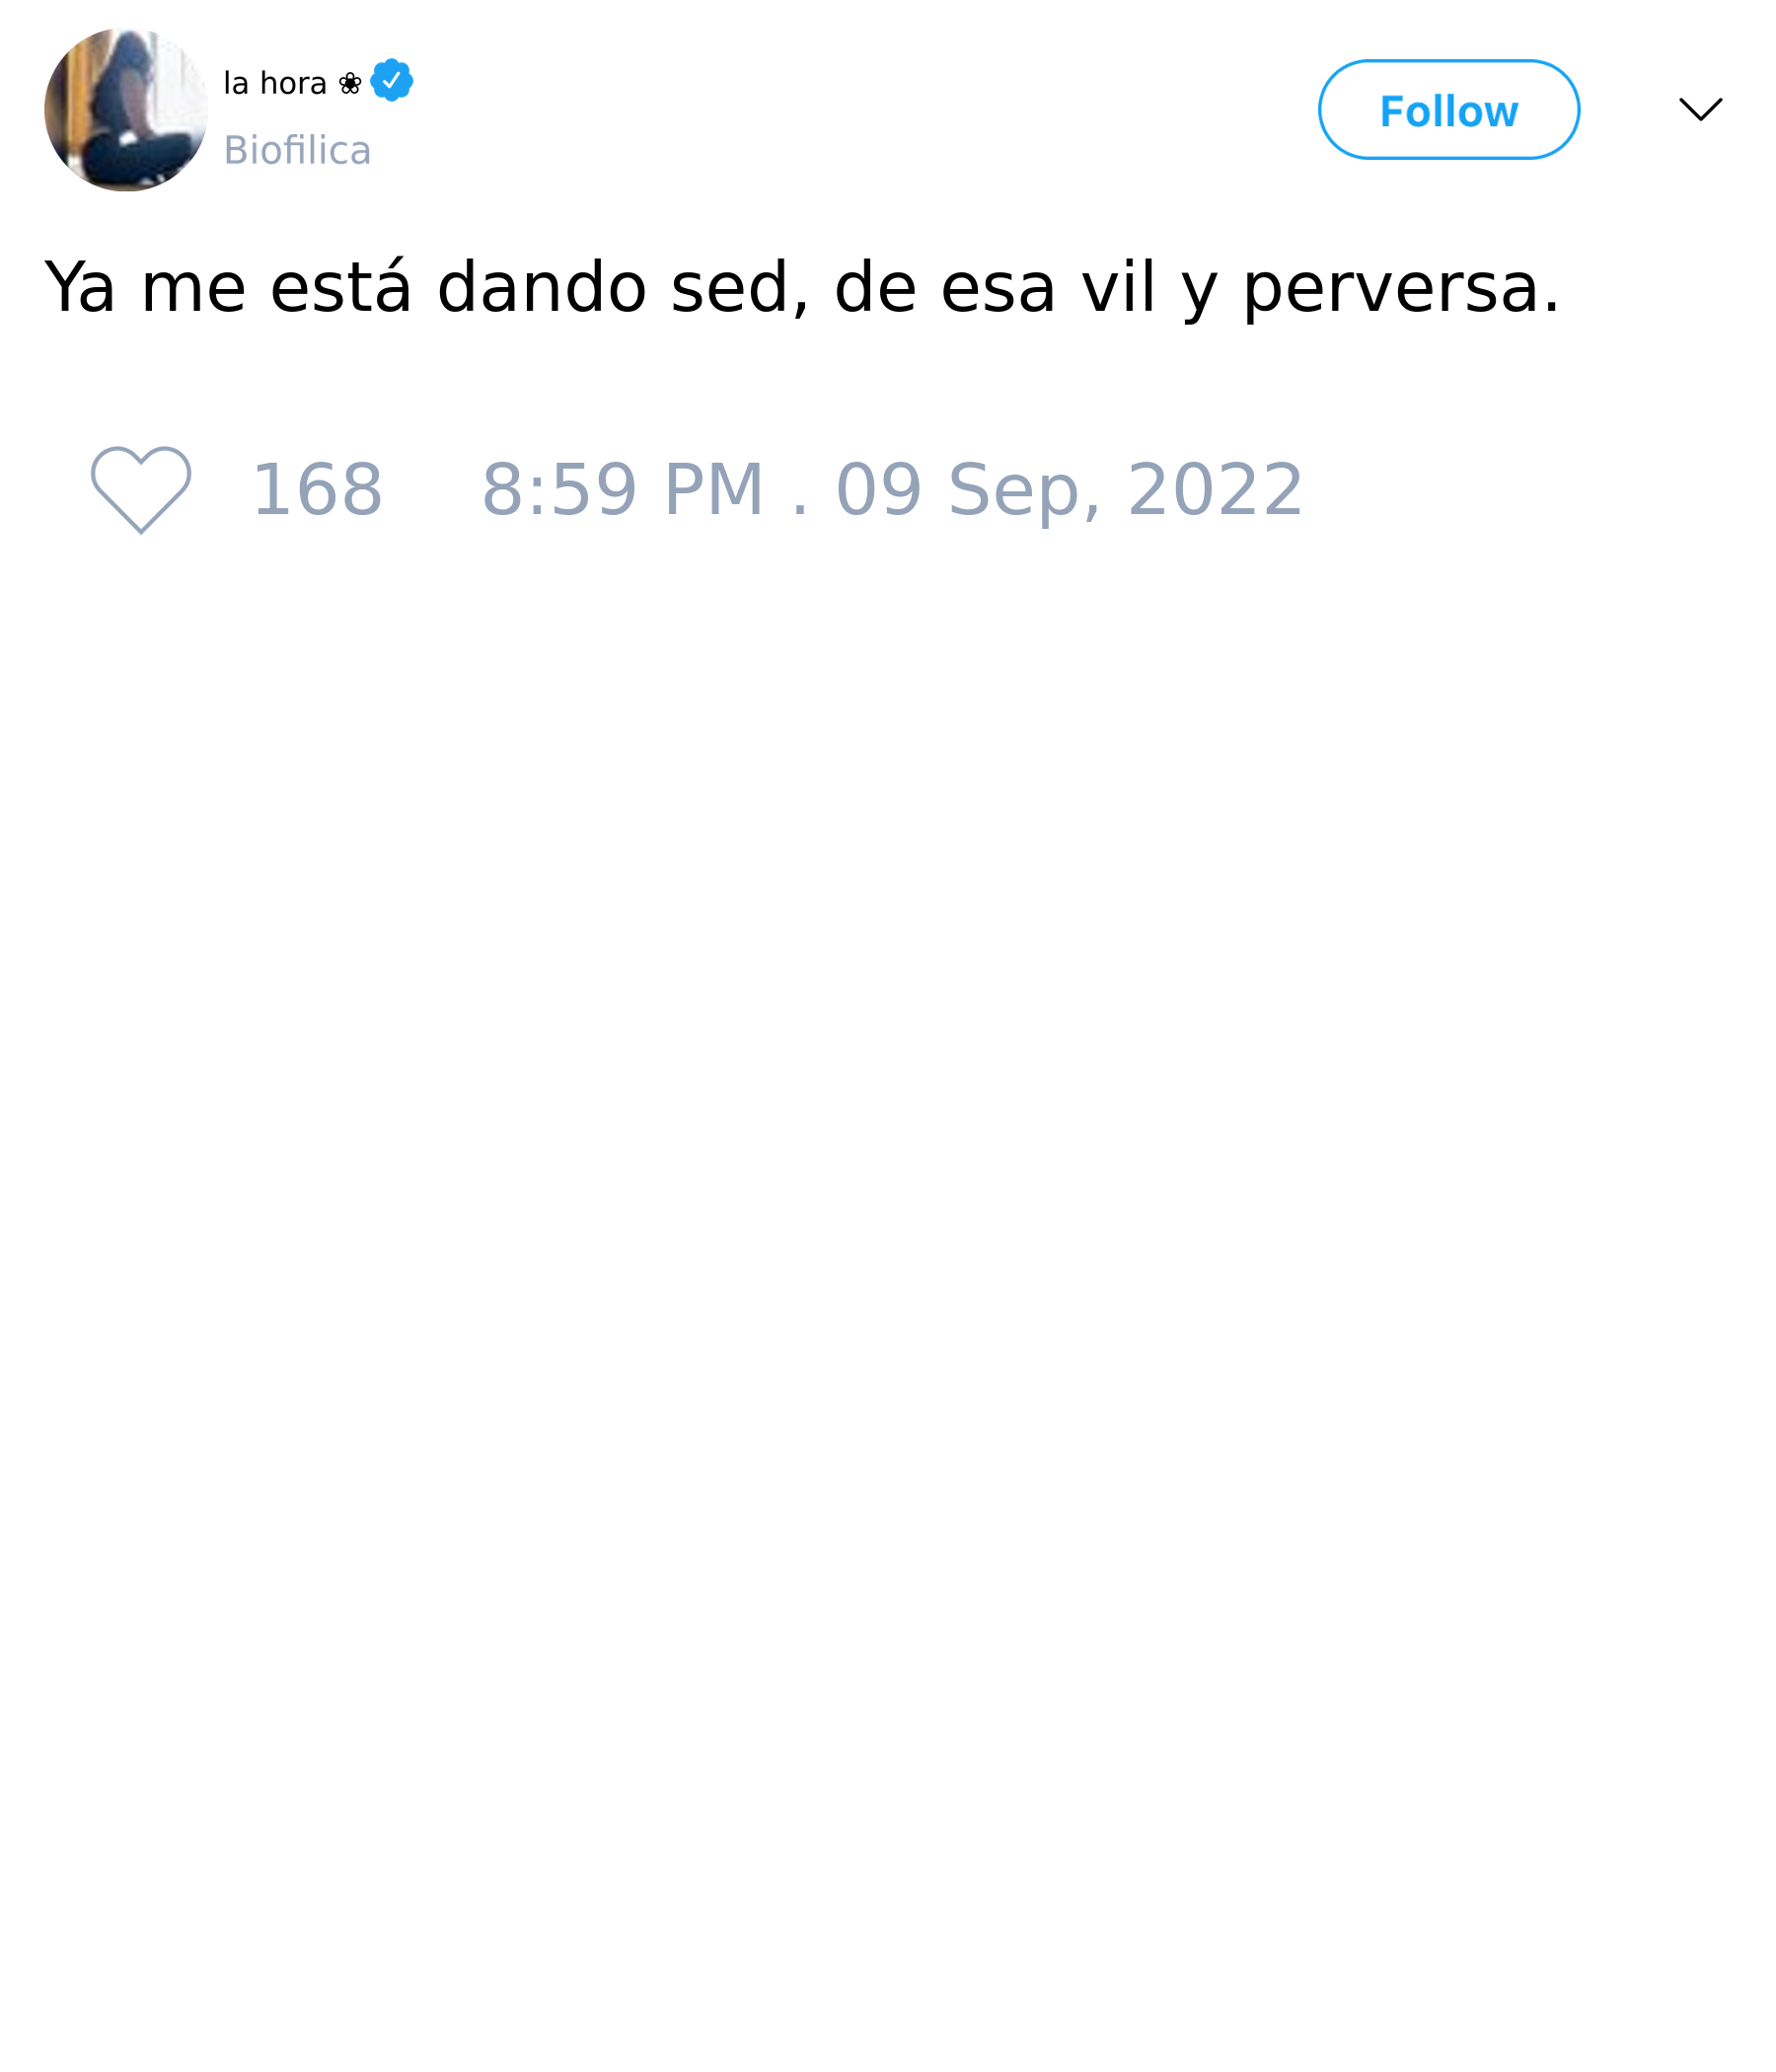 la hora ❀
Biofilica
Follow
Ya me está dando sed, de esa vil y perversa.
168 8:59 PM . 09 Sep, 2022